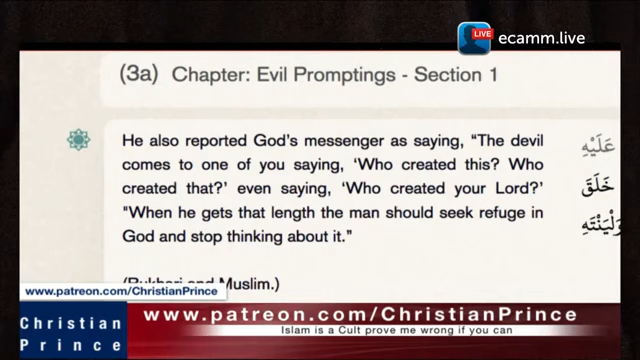 LIVE
ecamm.live
(3a) Chapter: Evil Promptings - Section 1
He also reported God's messenger as saying, "The devil
comes to one of you saying, 'Who created this? Who
created that?' even saying, 'Who created your Lord?'
"When he gets that length the man should seek refuge in
God and stop thinking about it."
عَلَيْهِ
خَلَقَ
وَلْيَنْتَهِ
(Bukhari and Muslim.)
www.patreon.com/ChristianPrince
Christian
Prince
www.patreon.com/ChristianPrince
Islam is a Cult prove me wrong if you can